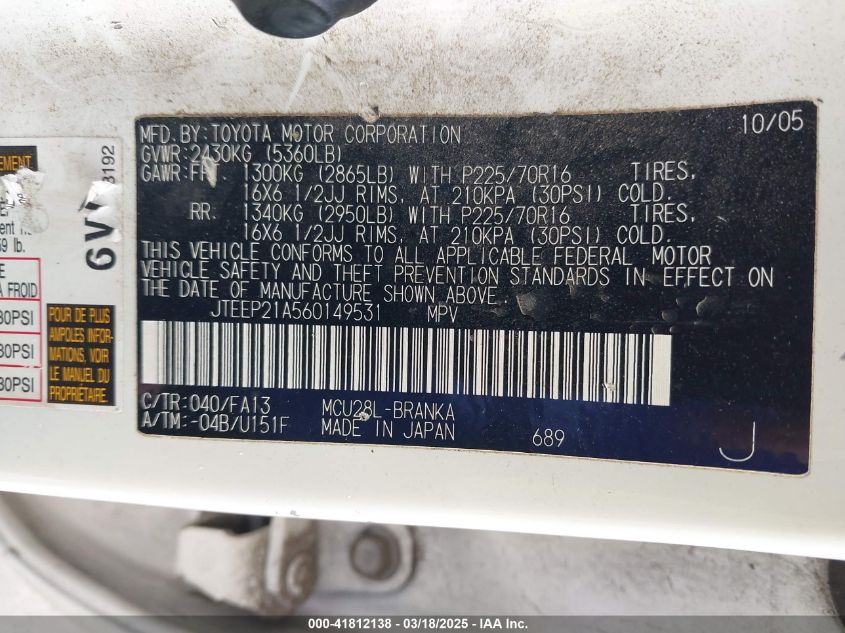 10/05
MFD. BY: TOYOTA MOTOR CORPORATION
GVWR: 2430KG (5360LB)
GAWR: FR. 1300KG (2865LB) WITH P225/70R16 TIRES,
16X6 1/2JJ RIMS, AT 210KPA (30PSI) COLD.
RR. 1340KG (2950LB) WITH P225/70R16 TIRES,
16X6 1/2JJ RIMS, AT 210KPA (30PSI) COLD.
THIS VEHICLE CONFORMS TO ALL APPLICABLE FEDERAL MOTOR
VEHICLE SAFETY AND THEFT PREVENTION STANDARDS IN EFFECT ON
THE DATE OF MANUFACTURE SHOWN ABOVE.
JTEEP21A560149531 MPV
C/TR: 040/FA13 MCU28L-BRANKA
A/TM: -04B/U151F MADE IN JAPAN 689 J
lb.
A FROID
POUR DE PLUS
AMPLES INFOR-
MATIONS, VOIR
LE MANUEL DU
PROPRIÉTAIRE.
000-41812138 - 03/18/2025 - IAA Inc.